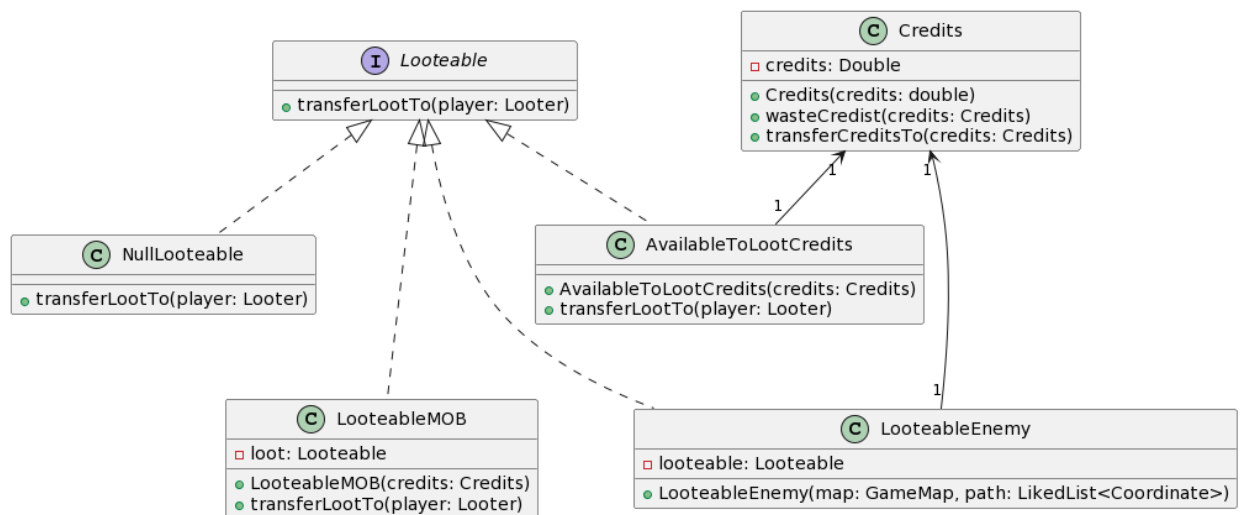 C Credits
credits: Double
Credits(credits: double)
wasteCredist(credits: Credits)
transferCreditsTo(credits: Credits)
I Looteable
transferLootTo(player: Looter)
1
1
1
C NullLooteable
transferLootTo(player: Looter)
C AvailableToLootCredits
AvailableToLootCredits(credits: Credits)
transferLootTo(player: Looter)
1
C LooteableMOB
loot: Looteable
LooteableMOB(credits: Credits)
transferLootTo(player: Looter)
C LooteableEnemy
looteable: Looteable
LooteableEnemy(map: GameMap, path: LikedList<Coordinate>)